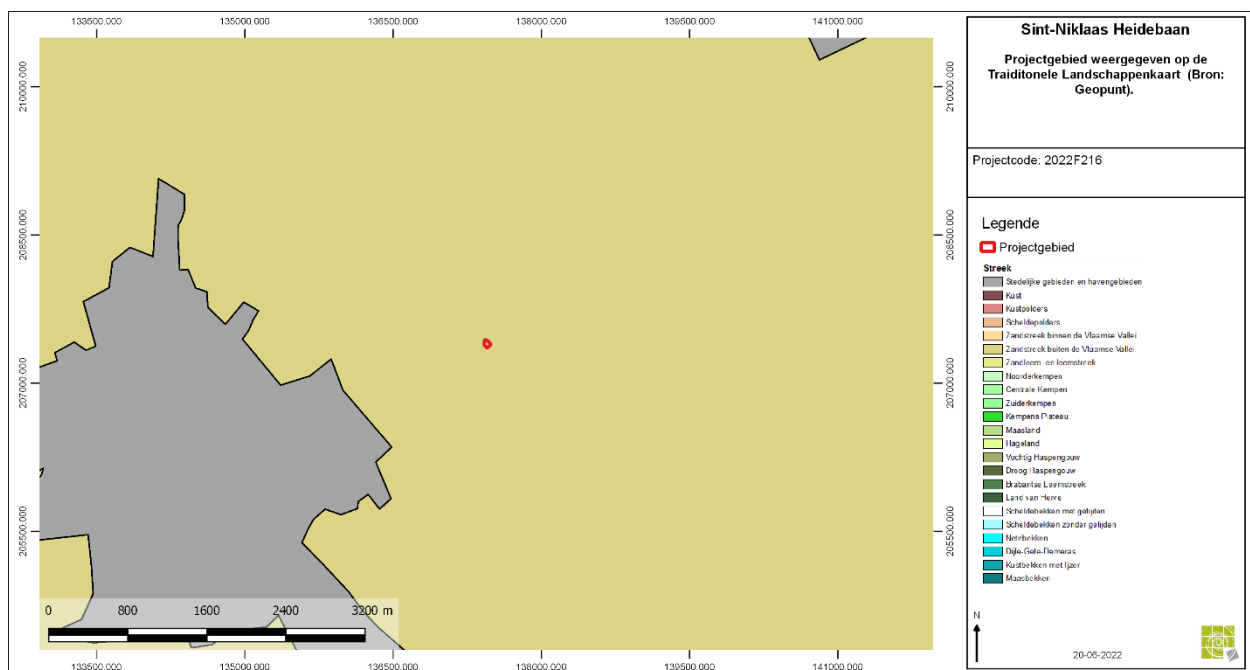 133500.000 135000.000 136500.000 138000.000 139500.000 141000.000
210000.000 210000.000
208500.000 208500.000
207000.000 207000.000
205500.000 205500.000
0 800 1600 2400 3200 m
133500.000 135000.000 136500.000 138000.000 139500.000 141000.000
Sint-Niklaas Heidebaan
Projectgebied weergegeven op de
Traiditonele Landschappenkaart (Bron:
Geopunt).
Projectcode: 2022F216
Legende
Projectgebied
Streek
Stedelijke gebieden en havengebieden
Kust
Kustpolders
Scheldepolders
Zandstreek binnen de Vlaamse Vallei
Zandstreek buiten de Vlaamse Vallei
Zandleem- en leemstreek
Noorderkempen
Centrale Kempen
Zuiderkempen
Kempens Plateau
Maasland
Hageland
Vochtig Haspengouw
Droog Haspengouw
Brabantse Leemstreek
Land van Herve
Scheldebekken met getijden
Scheldebekken zonder getijden
Netebekken
Dijle-Gete-Demeras
Kustbekken met Ijzer
Maasbekken
N
20-06-2022